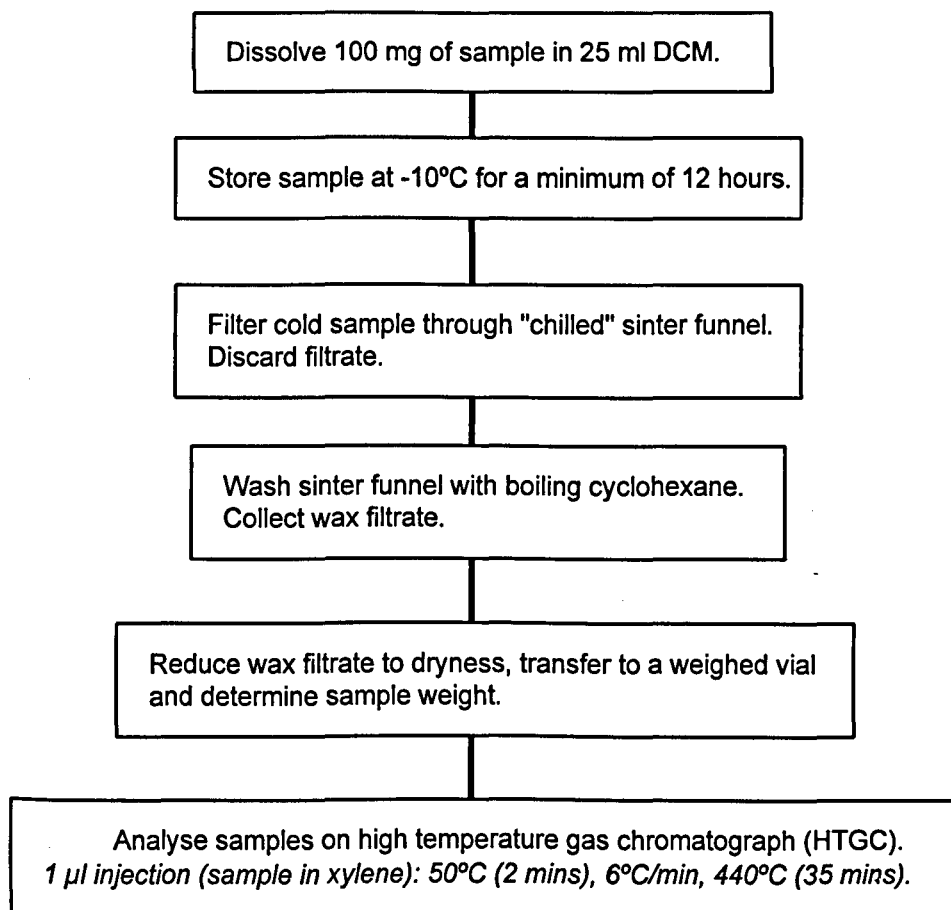 Dissolve 100 mg of sample in 25 ml DCM.
Store sample at -10ºC for a minimum of 12 hours.
Filter cold sample through "chilled" sinter funnel.
Discard filtrate.
Wash sinter funnel with boiling cyclohexane.
Collect wax filtrate.
Reduce wax filtrate to dryness, transfer to a weighed vial
and determine sample weight.
Analyse samples on high temperature gas chromatograph (HTGC).
1 µl injection (sample in xylene): 50ºC (2 mins), 6ºC/min, 440ºC (35 mins).